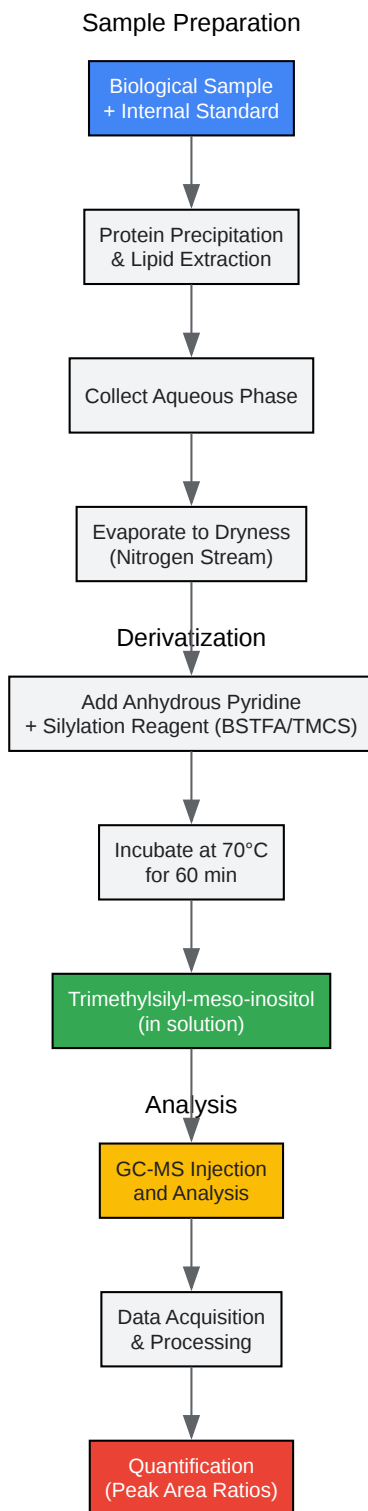 Sample Preparation
Biological Sample
+ Internal Standard
Protein Precipitation
& Lipid Extraction
Collect Aqueous Phase
Evaporate to Dryness
(Nitrogen Stream)
Derivatization
Add Anhydrous Pyridine
+ Silylation Reagent (BSTFA/TMCS)
Incubate at 70°C
for 60 min
Trimethylsilyl-meso-inositol
(in solution)
Analysis
GC-MS Injection
and Analysis
Data Acquisition
& Processing
Quantification
(Peak Area Ratios)